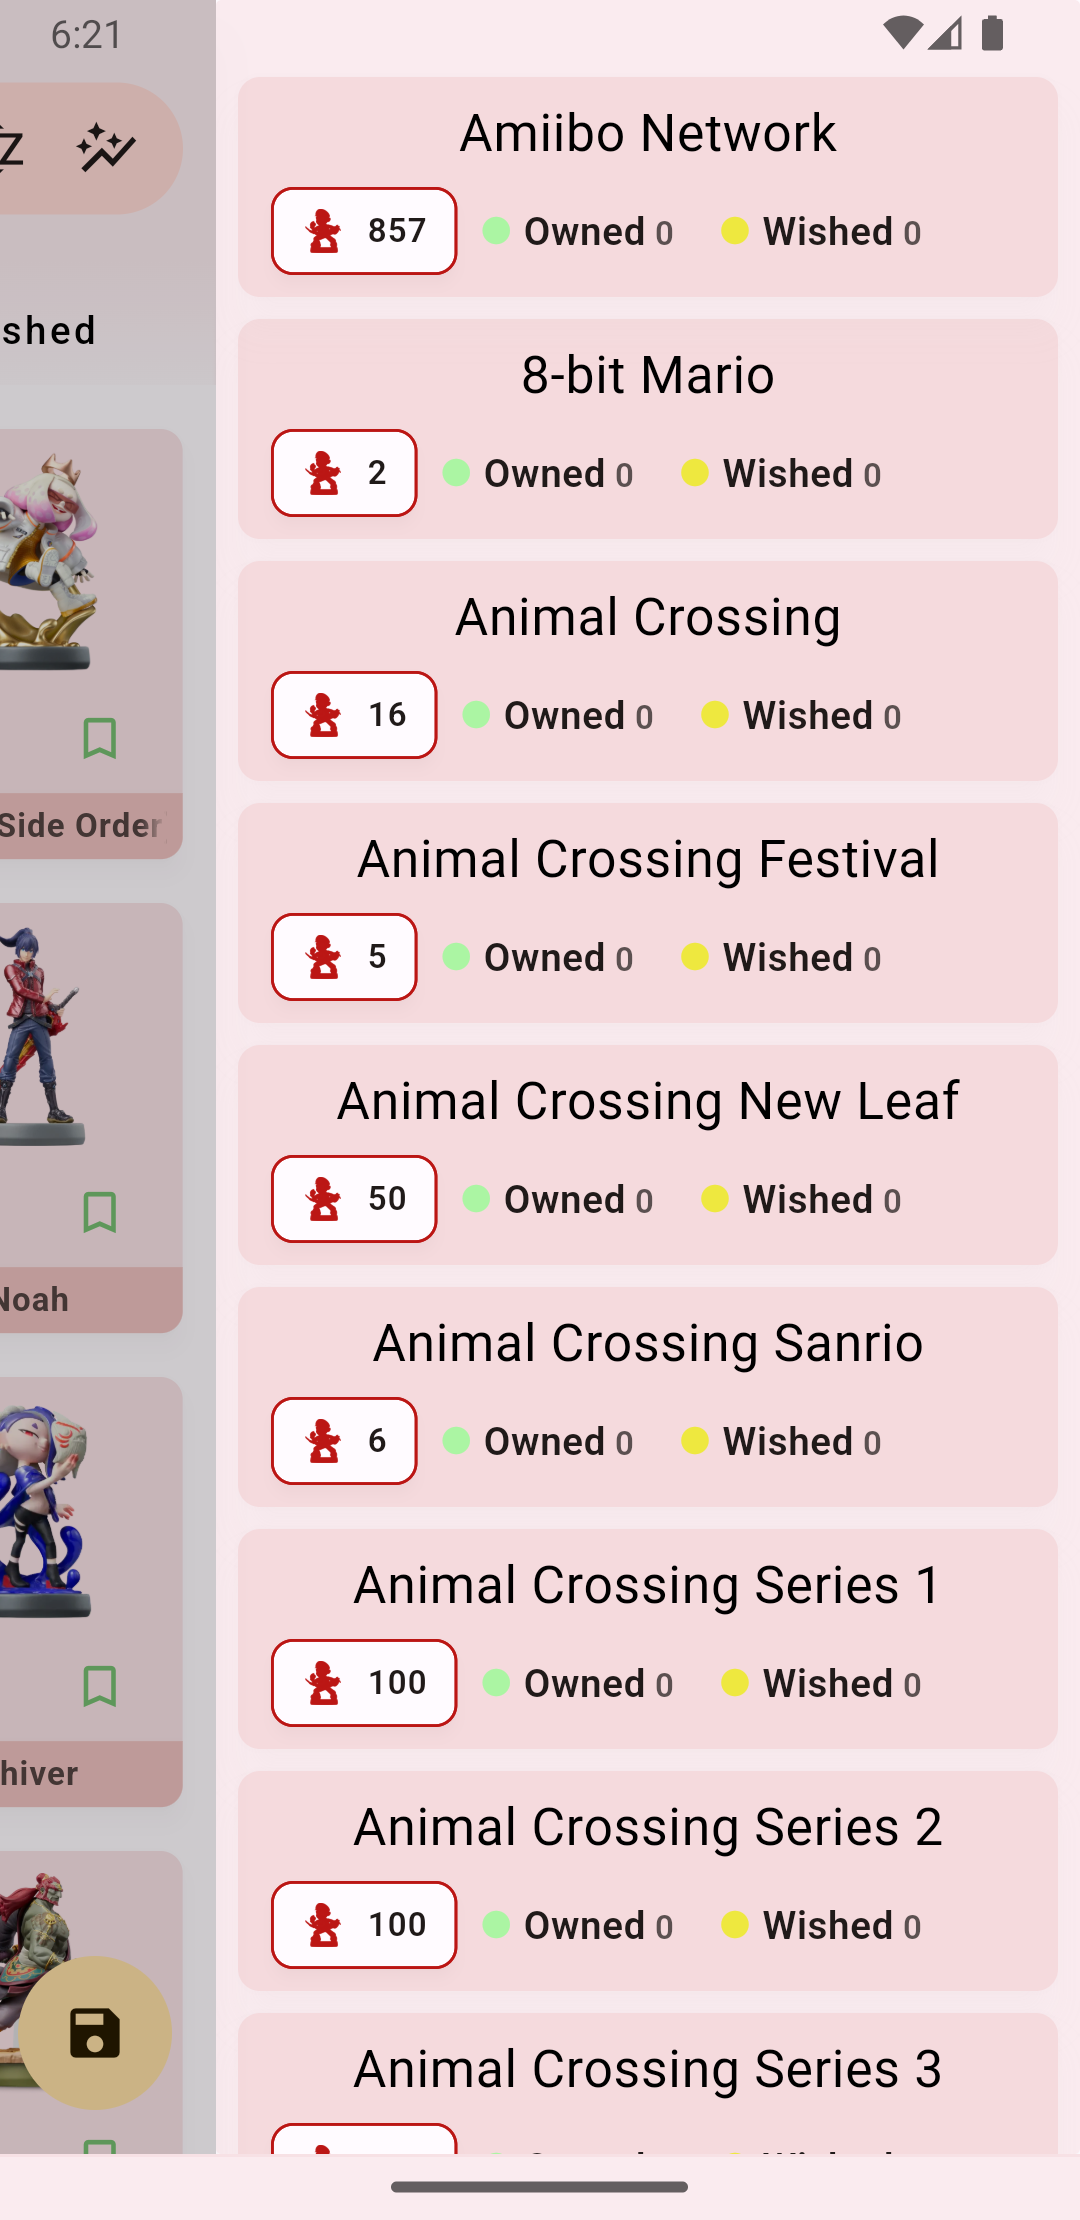 6:21
Z
shed
Side Order
Noah
hiver
Amiibo Network
857 Owned 0 Wished 0
8-bit Mario
2 Owned 0 Wished 0
Animal Crossing
16 Owned 0 Wished 0
Animal Crossing Festival
5 Owned 0 Wished 0
Animal Crossing New Leaf
50 Owned 0 Wished 0
Animal Crossing Sanrio
6 Owned 0 Wished 0
Animal Crossing Series 1
100 Owned 0 Wished 0
Animal Crossing Series 2
100 Owned 0 Wished 0
Animal Crossing Series 3